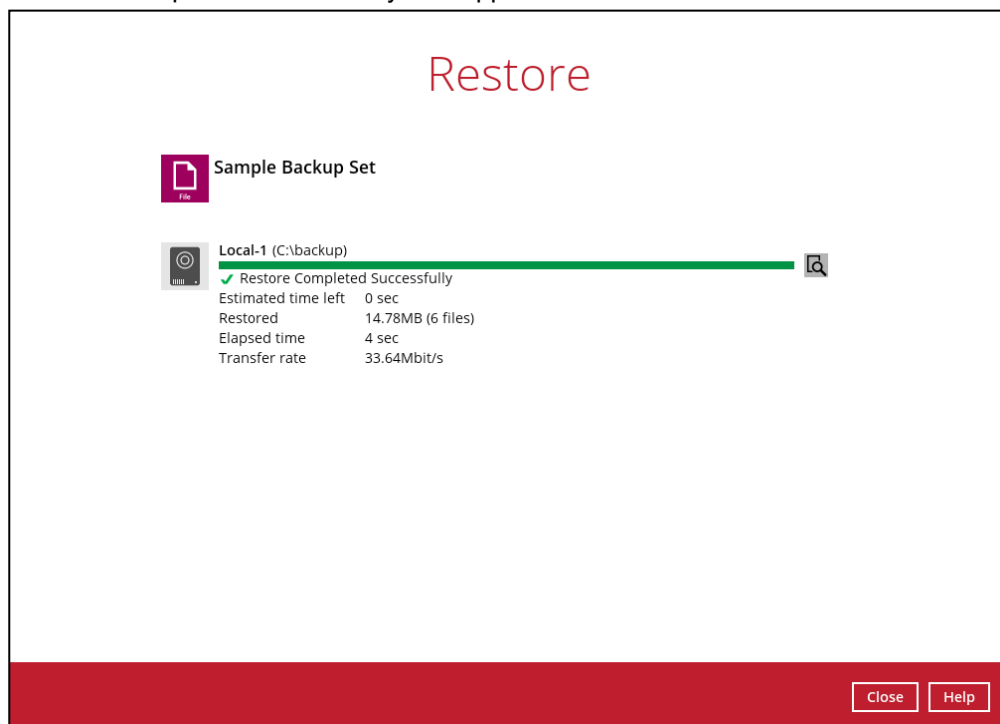 Restore
Sample Backup Set
File
Local-1 (C:\backup)
Restore Completed Successfully
Estimated time left 0 sec
Restored 14.78MB (6 files)
Elapsed time 4 sec
Transfer rate 33.64Mbit/s
Close Help